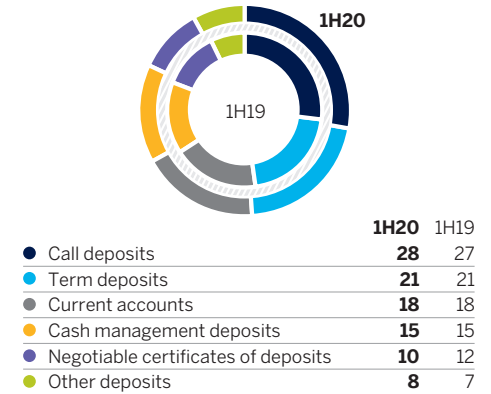 1H20
1H19
1H20 1H19
Call deposits 28 27
Term deposits 21 21
Current accounts 18 18
Cash management deposits 15 15
Negotiable certificates of deposits 10 12
Other deposits 8 7